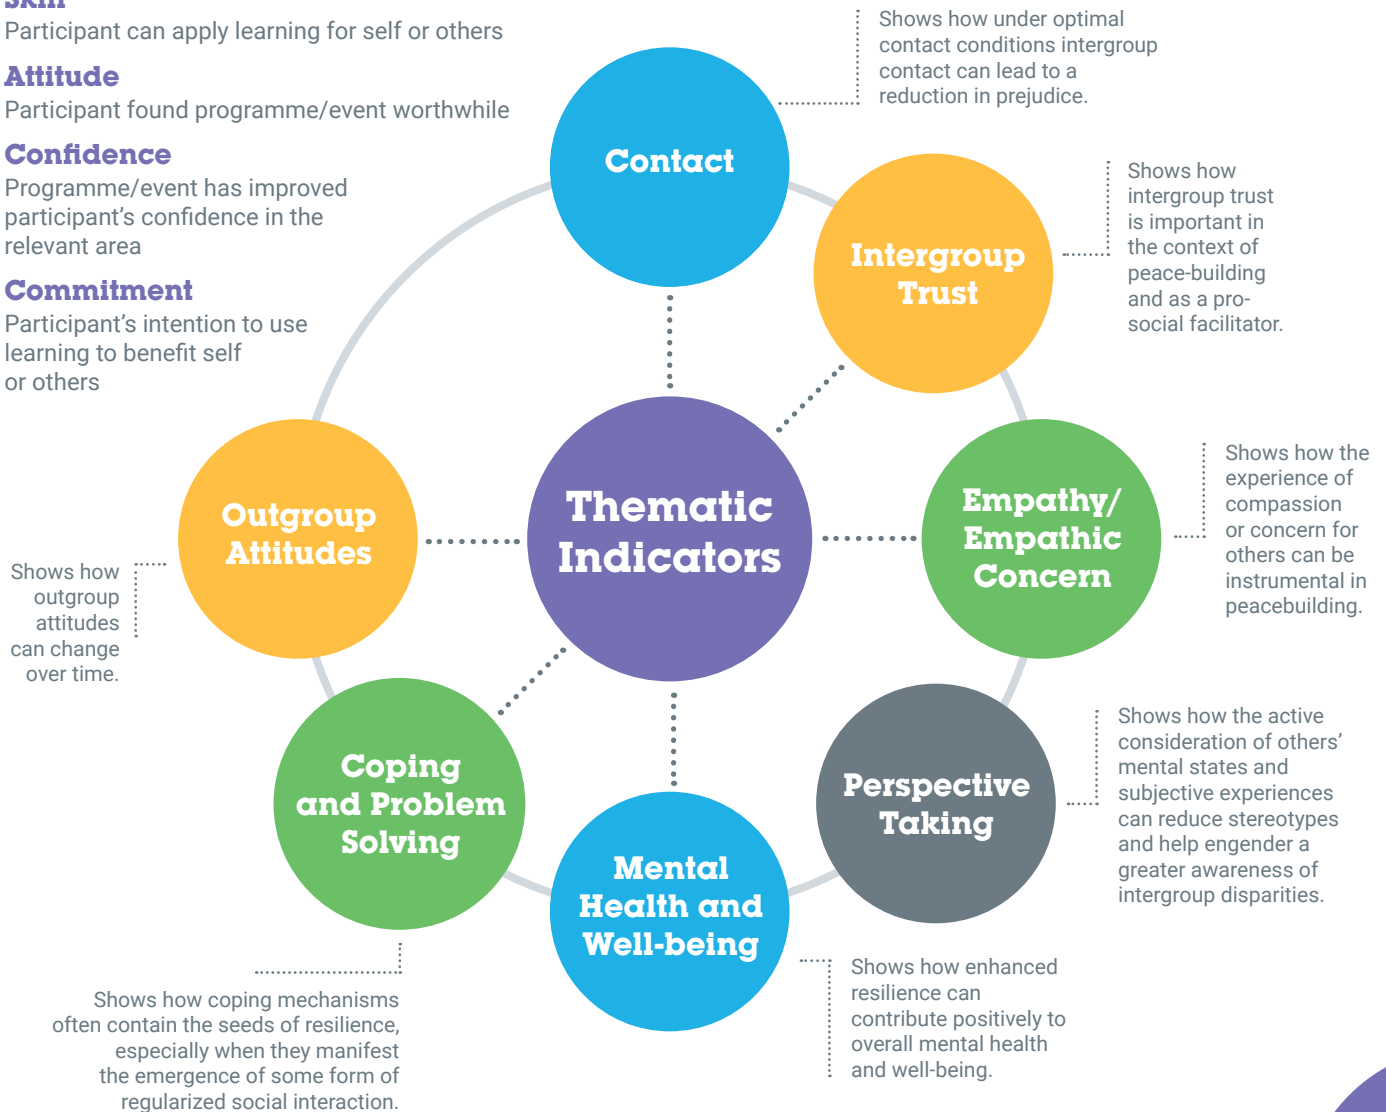 Skill
Participant can apply learning for self or others
Attitude
Participant found programme/event worthwhile
Confidence
Programme/event has improved
participant’s confidence in the
relevant area
Commitment
Participant’s intention to use
learning to benefit self
or others
Contact
Shows how under optimal
contact conditions intergroup
contact can lead to a
reduction in prejudice.
Intergroup
Trust
Shows how
intergroup trust
is important in
the context of
peace-building
and as a pro-
social facilitator.
Empathy/
Empathic
Concern
Shows how the
experience of
compassion
or concern for
others can be
instrumental in
peacebuilding.
Thematic
Indicators
Outgroup
Attitudes
Shows how
outgroup
attitudes
can change
over time.
Perspective
Taking
Shows how the active
consideration of others’
mental states and
subjective experiences
can reduce stereotypes
and help engender a
greater awareness of
intergroup disparities.
Coping
and Problem
Solving
Shows how coping mechanisms
often contain the seeds of resilience,
especially when they manifest
the emergence of some form of
regularized social interaction.
Mental
Health and
Well-being
Shows how enhanced
resilience can
contribute positively to
overall mental health
and well-being.